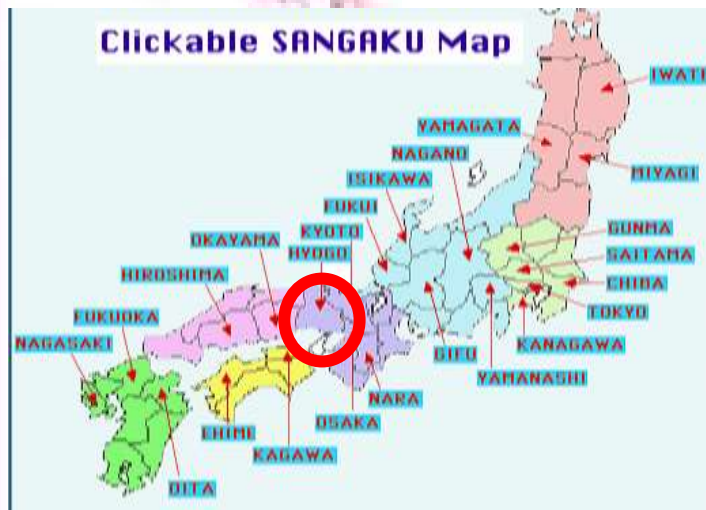 Clickable SANGAKU Map
IWATE
YAMAGATA
NAGANO
MIYAGI
ISIKAWA
FUKUI
KYOTO
GUNMA
OKAYAMA
HYOGO
SAITAMA
HIROSHIMA
CHIBA
TOKYO
FUKUOKA
KANAGAWA
NAGASAKI
GIFU
YAMANASHI
NARA
EHIME
OSAKA
KAGAWA
OITA